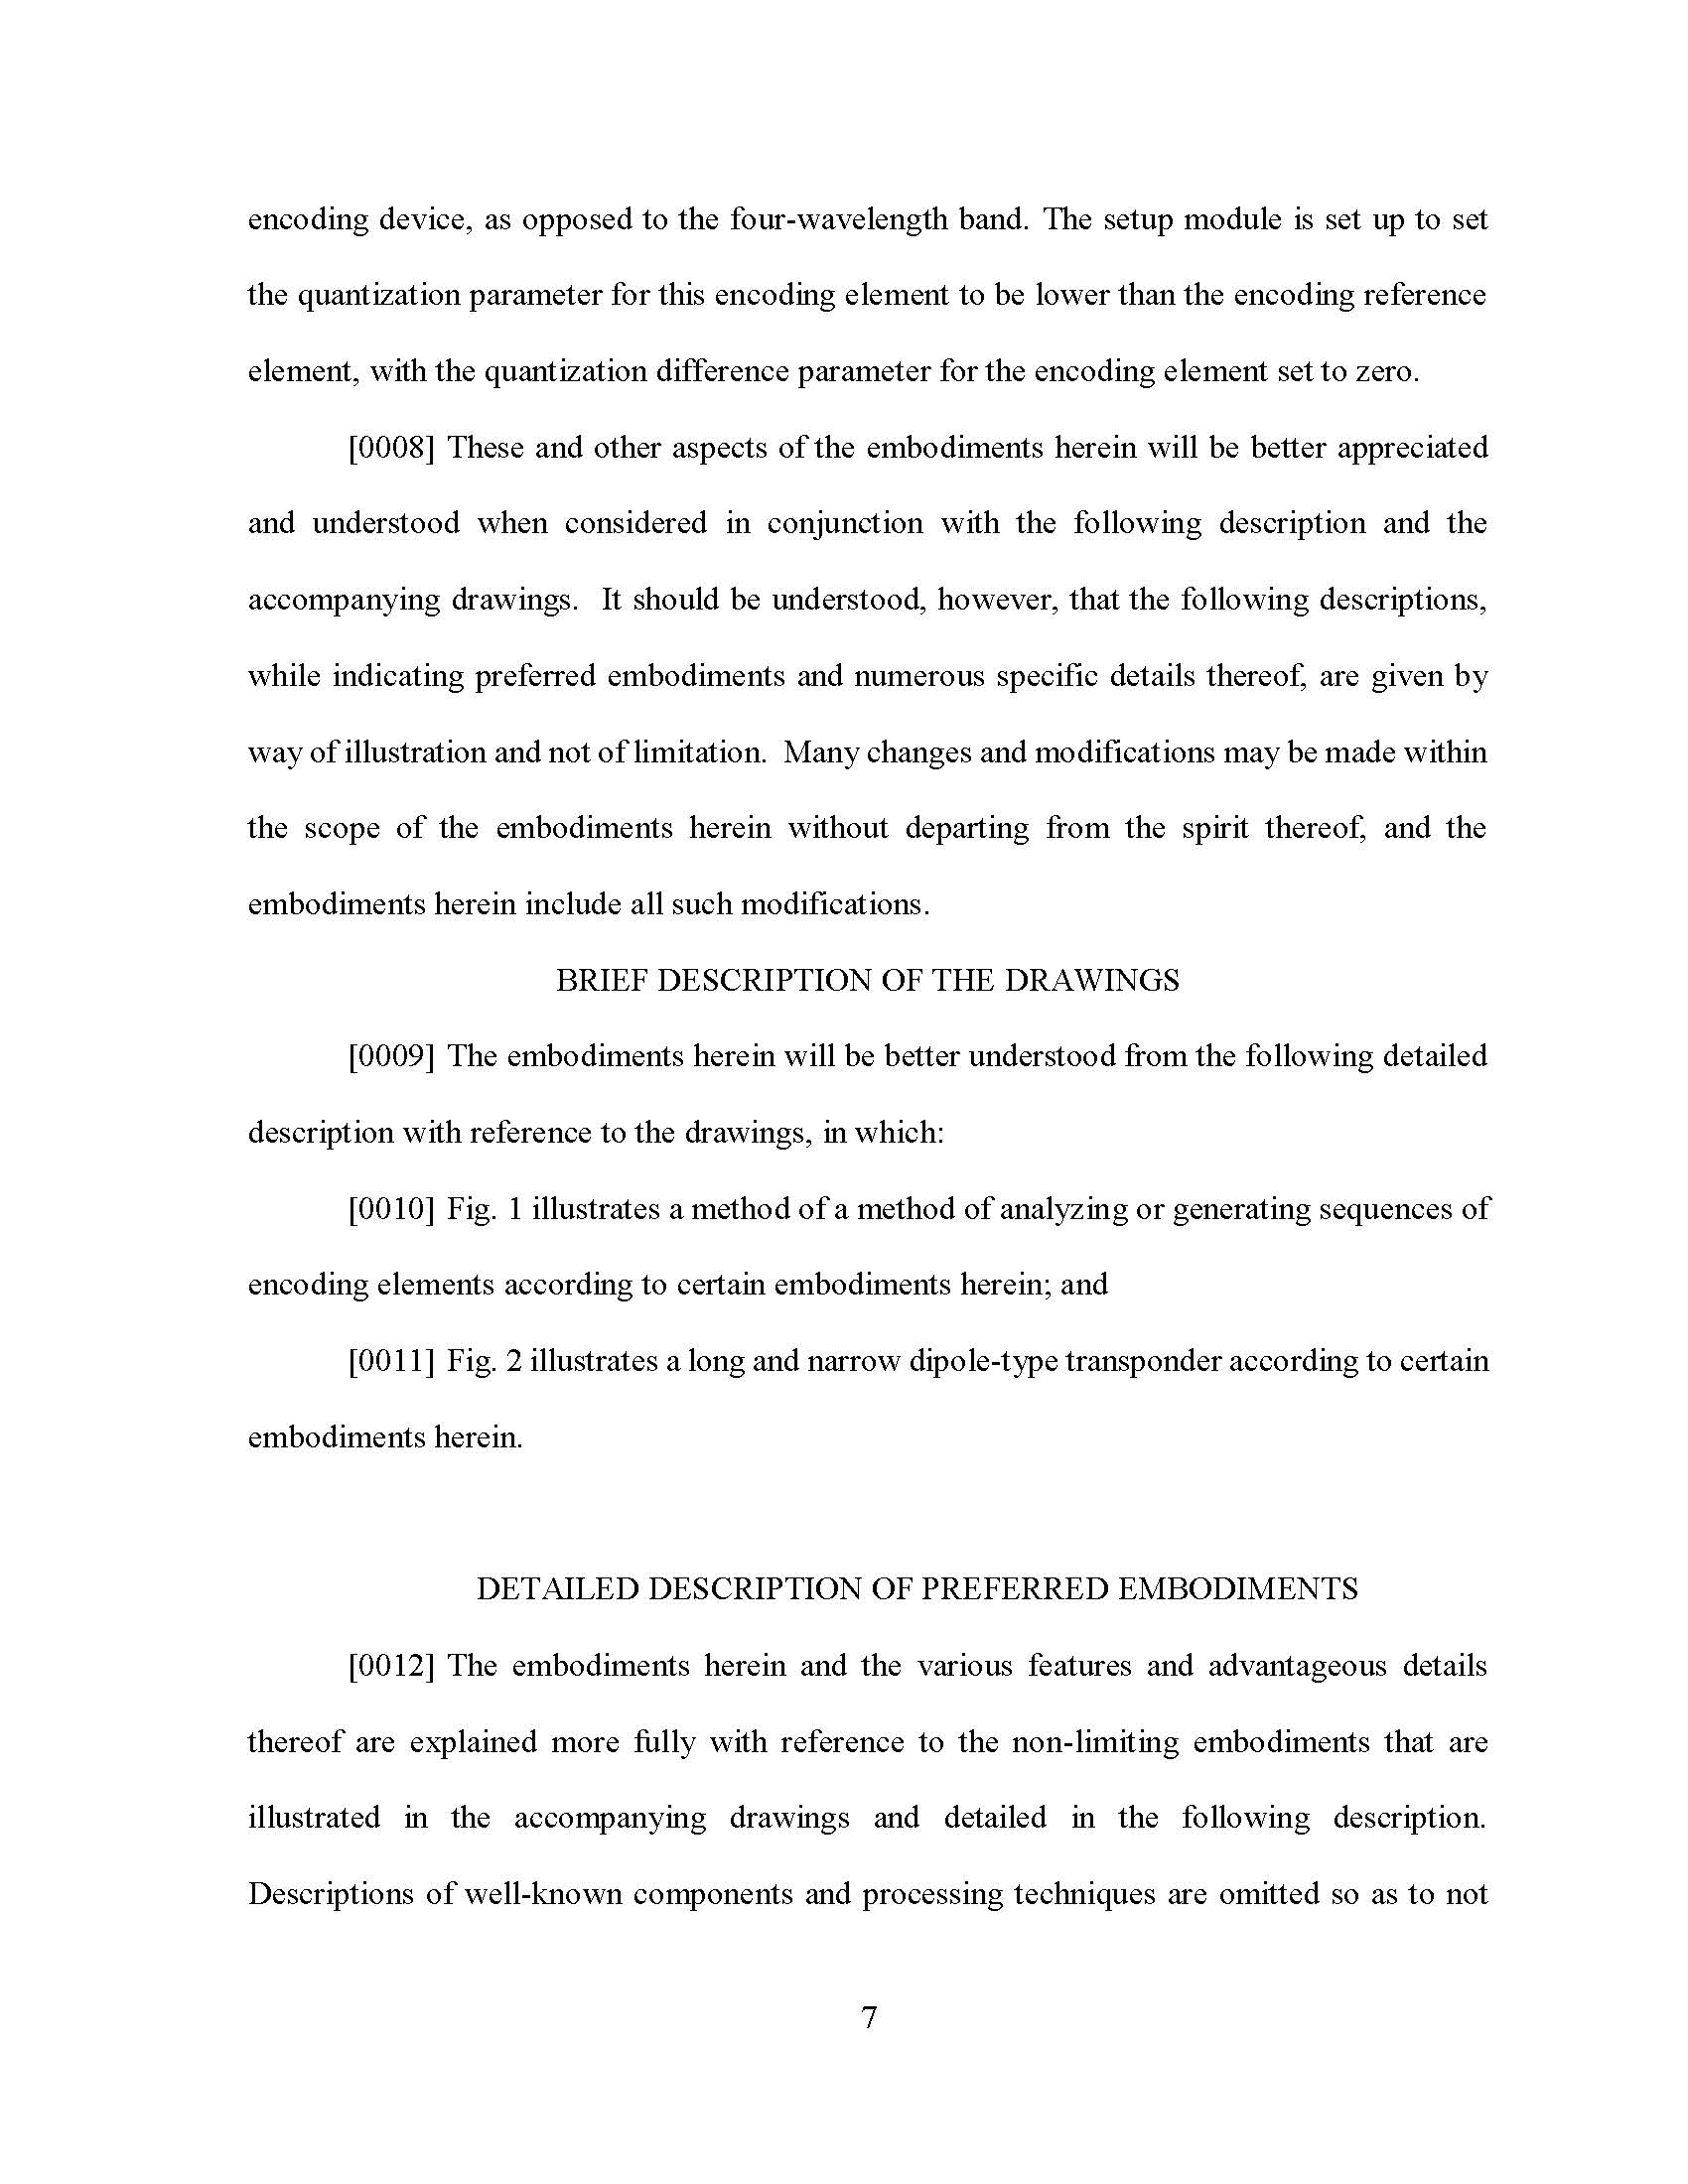 encoding device, as opposed to the four-wavelength band. The setup module is set up to set
the quantization parameter for this encoding element to be lower than the encoding reference
element, with the quantization difference parameter for the encoding element set to zero.
[0008] These and other aspects of the embodiments herein will be better appreciated
and understood when considered in conjunction with the following description and the
accompanying drawings.  It should be understood, however, that the following descriptions,
while indicating preferred embodiments and numerous specific details thereof, are given by
way of illustration and not of limitation.  Many changes and modifications may be made within
the scope of the embodiments herein without departing from the spirit thereof, and the
embodiments herein include all such modifications.
BRIEF DESCRIPTION OF THE DRAWINGS
[0009] The embodiments herein will be better understood from the following detailed
description with reference to the drawings, in which:
[0010] Fig. 1 illustrates a method of a method of analyzing or generating sequences of
encoding elements according to certain embodiments herein; and
[0011] Fig. 2 illustrates a long and narrow dipole-type transponder according to certain
embodiments herein.
DETAILED DESCRIPTION OF PREFERRED EMBODIMENTS
[0012] The embodiments herein and the various features and advantageous details
thereof are explained more fully with reference to the non-limiting embodiments that are
illustrated in the accompanying drawings and detailed in the following description.
Descriptions of well-known components and processing techniques are omitted so as to not
7